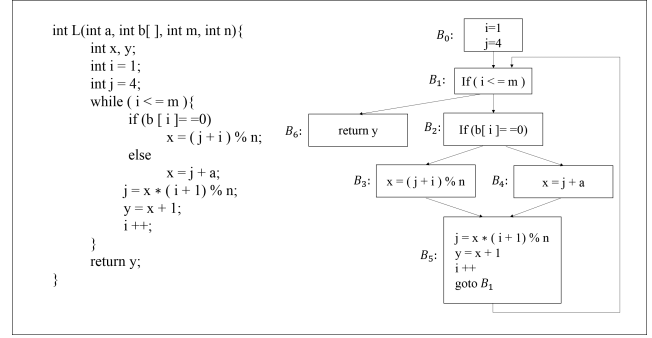 int L(int a, int b[ ], int m, int n){
int x, y;
int i = 1;
int j = 4;
while ( i < = m ){
if (b [ i ]= =0)
x = ( j + i ) % n;
else
x = j + a;
j = x ∗ ( i + 1) % n;
y = x + 1;
i ++;
}
return y;
}
B₀:
i=1
j=4
B₁:
If ( i < = m )
B₆:
return y
B₂:
If (b[ i ]= =0)
B₃:
x = ( j + i ) % n
B₄:
x = j + a
B₅:
j = x ∗ ( i + 1) % n
y = x + 1
i ++
goto B₁